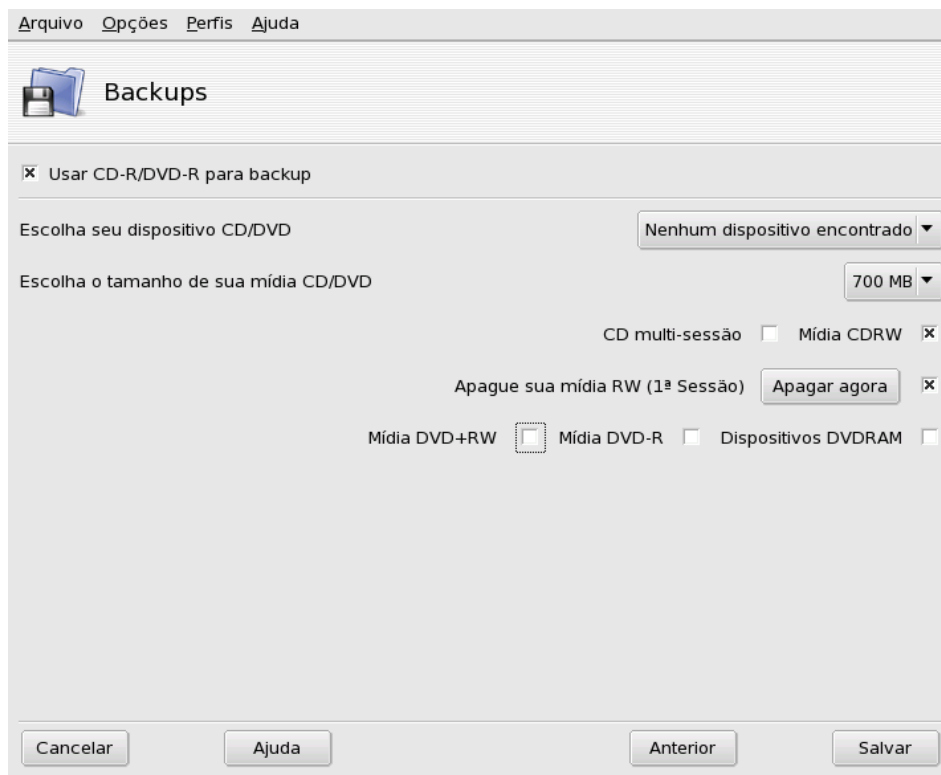 Arquivo Opções Perfis Ajuda
Backups
Usar CD-R/DVD-R para backup
Escolha seu dispositivo CD/DVD Nenhum dispositivo encontrado
Escolha o tamanho de sua mídia CD/DVD 700 MB
CD multi-sessão Mídia CDRW
Apague sua mídia RW (1ª Sessão) Apagar agora
Mídia DVD+RW Mídia DVD-R Dispositivos DVDRAM
Cancelar Ajuda Anterior Salvar